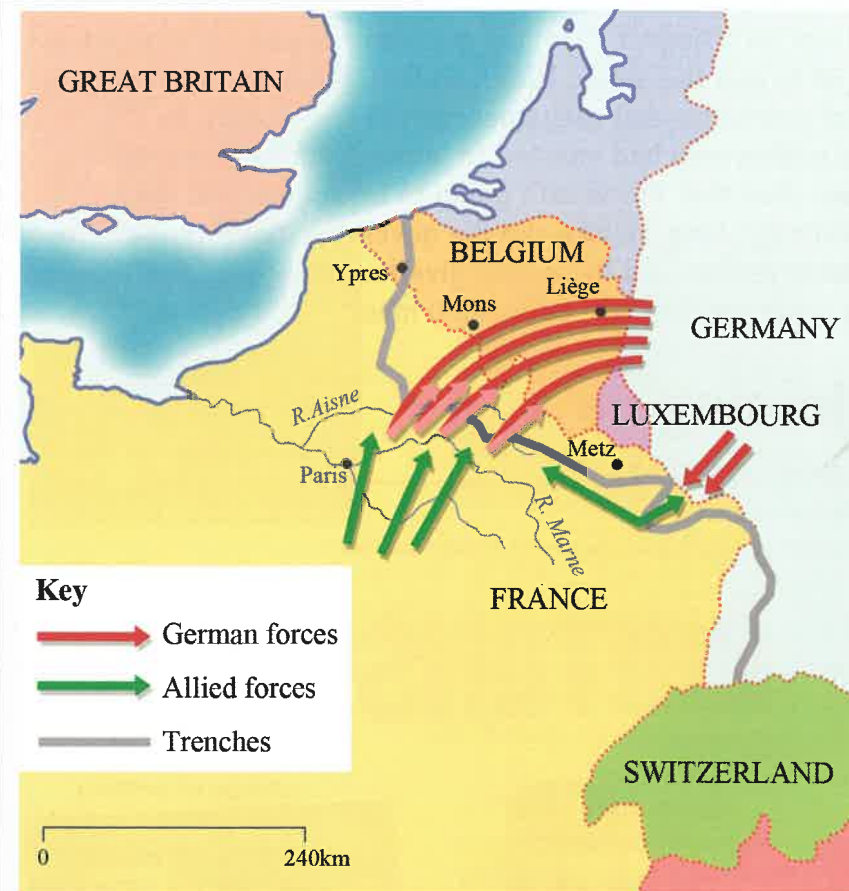 GREAT BRITAIN
BELGIUM
Ypres
Liège
Mons
GERMANY
R.Aisne
LUXEMBOURG
Metz
Paris
R. Marne
FRANCE
Key
German forces
Allied forces
Trenches
SWITZERLAND
0 240km